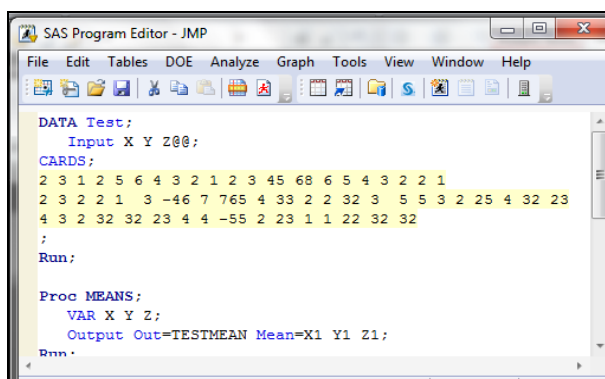 SAS Program Editor - JMP
File Edit Tables DOE Analyze Graph Tools View Window Help
DATA Test;
Input X Y Z@@;
CARDS;
2 3 1 2 5 6 4 3 2 1 2 3 45 68 6 5 4 3 2 2 1
2 3 2 2 1 3 -46 7 765 4 33 2 2 32 3 5 5 3 2 25 4 32 23
4 3 2 32 32 23 4 4 -55 2 23 1 1 22 32 32
;
Run;
Proc MEANS;
VAR X Y Z;
Output Out=TESTMEAN Mean=X1 Y1 Z1;
Run;